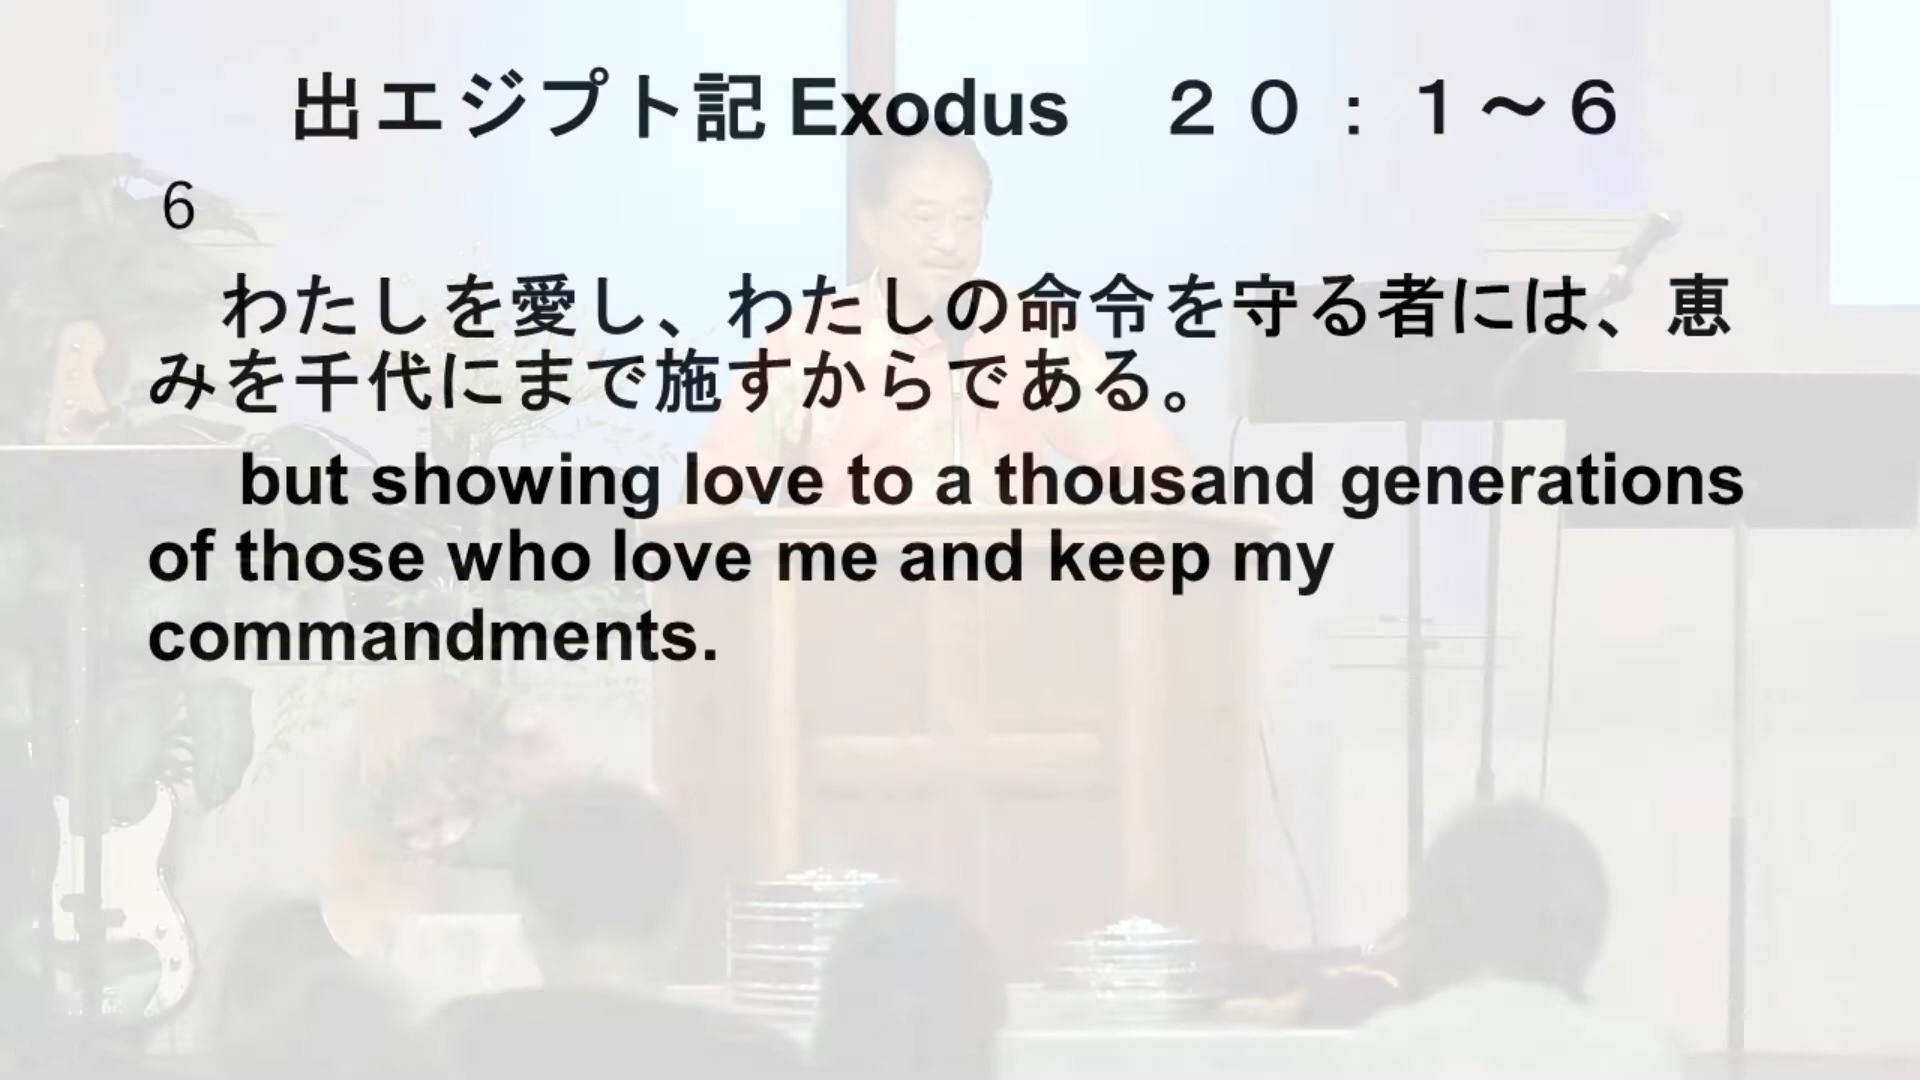 出エジプト記 Exodus　２０：１～６
6
わたしを愛し、わたしの命令を守る者には、恵
みを千代にまで施すからである。
but showing love to a thousand generations
of those who love me and keep my
commandments.